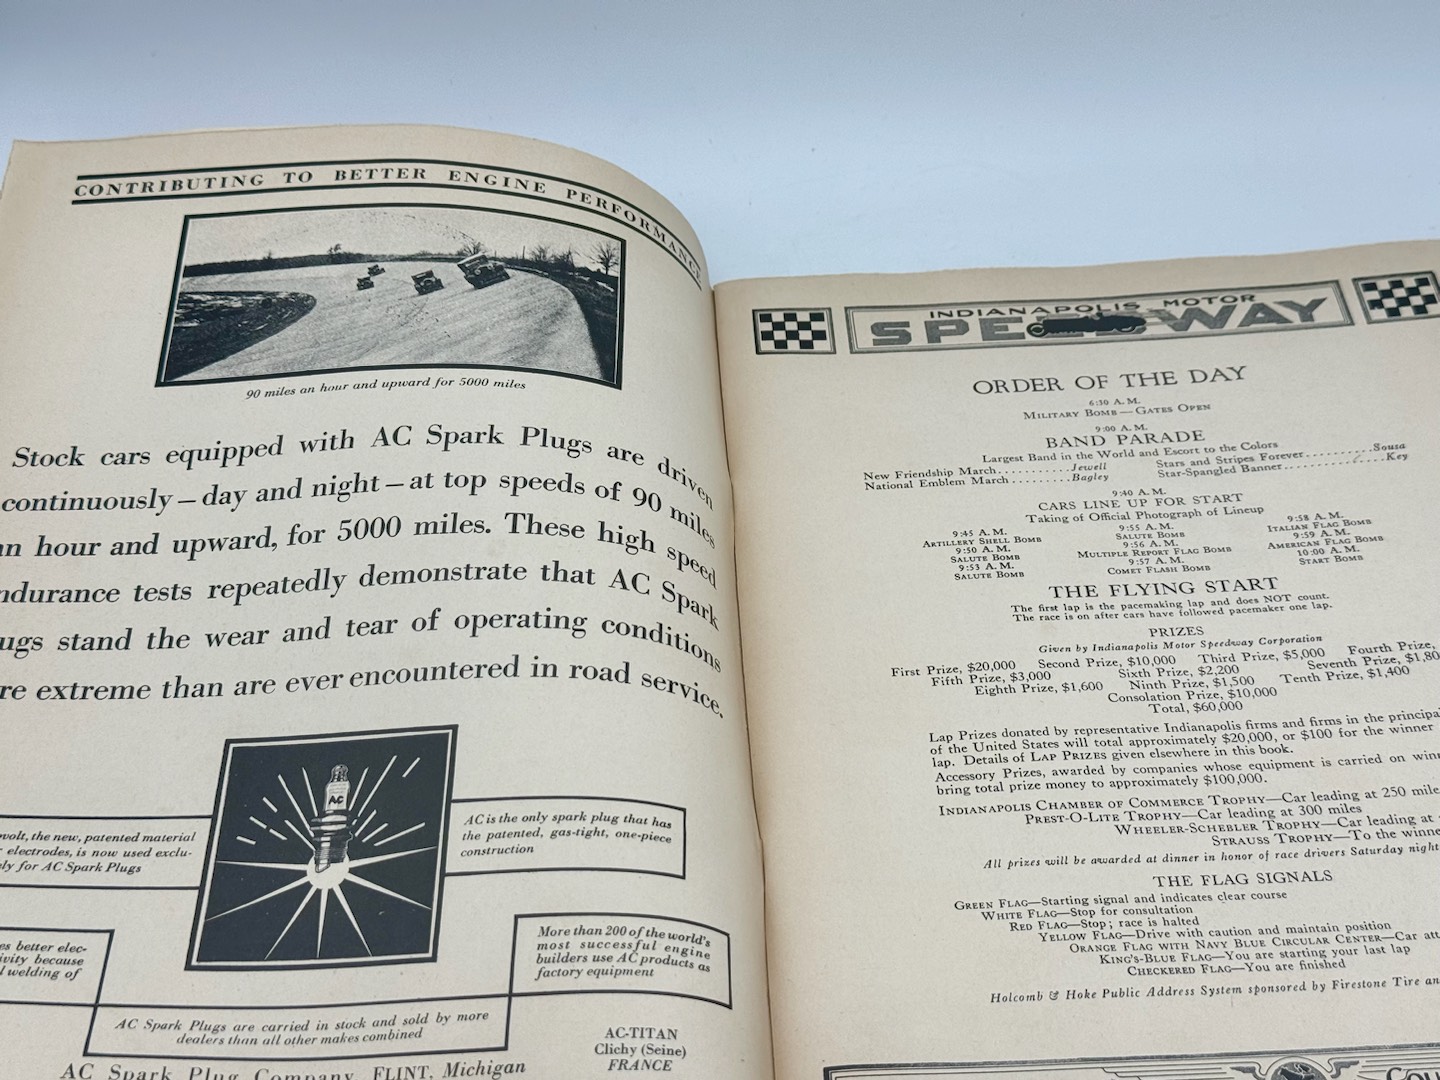 CONTRIBUTING TO BETTER ENGINE PERFORMANCE
90 miles an hour and upward for 5000 miles
Stock cars equipped with AC Spark Plugs are driven
continuously – day and night – at top speeds of 90 miles
hour and upward, for 5000 miles. These high speed
tests repeatedly demonstrate that AC Spark
stand the wear and tear of operating conditions
extreme than are ever encountered in road service.
AC
the new, patented material
electrodes, is now used exclu-
for AC Spark Plugs
AC is the only spark plug that has
the patented, gas-tight, one-piece
construction
better elec-
because
welding of
More than 200 of the world's
most successful engine
builders use AC products as
factory equipment
AC Spark Plugs are carried in stock and sold by more
dealers than all other makes combined
AC Spark Plug Company, FLINT, Michigan
AC-TITAN
Clichy (Seine)
FRANCE
INDIANAPOLIS MOTOR
SPEEDWAY
ORDER OF THE DAY
6:30 A. M.
MILITARY BOMB — GATES OPEN
9:00 A. M.
BAND PARADE
Largest Band in the World and Escort to the Colors
New Friendship March...........Jewell Stars and Stripes Forever...........Sousa
National Emblem March.........Bagley Star-Spangled Banner................Key
9:40 A. M.
CARS LINE UP FOR START
Taking of Official Photograph of Lineup
9:45 A. M.
ARTILLERY SHELL BOMB
9:50 A. M.
SALUTE BOMB
9:53 A. M.
SALUTE BOMB
9:55 A. M.
SALUTE BOMB
9:56 A. M.
MULTIPLE REPORT FLAG BOMB
9:57 A. M.
COMET FLASH BOMB
9:58 A. M.
ITALIAN FLAG BOMB
9:59 A. M.
AMERICAN FLAG BOMB
10:00 A. M.
START BOMB
THE FLYING START
The first lap is the pacemaking lap and does NOT count.
The race is on after cars have followed pacemaker one lap.
PRIZES
Given by Indianapolis Motor Speedway Corporation
First Prize, $20,000 Second Prize, $10,000 Third Prize, $5,000 Fourth Prize,
Fifth Prize, $3,000 Sixth Prize, $2,200 Seventh Prize,
Eighth Prize, $1,600 Ninth Prize, $1,500 Tenth Prize, $1,400
Consolation Prize, $10,000
Total, $60,000
Lap Prizes donated by representative Indianapolis firms and firms in the
of the United States will total approximately $20,000, or $100 for the winner
lap. Details of LAP PRIZES given elsewhere in this book.
Accessory Prizes, awarded by companies whose equipment is carried on
bring total prize money to approximately $100,000.
INDIANAPOLIS CHAMBER OF COMMERCE TROPHY—Car leading at 250
PREST-O-LITE TROPHY—Car leading at 300 miles
WHEELER-SCHEBLER TROPHY—Car leading at
STRAUSS TROPHY—To the
All prizes will be awarded at dinner in honor of race drivers Saturday night
THE FLAG SIGNALS
GREEN FLAG—Starting signal and indicates clear course
WHITE FLAG—Stop for consultation
RED FLAG—Stop; race is halted
YELLOW FLAG—Drive with caution and maintain position
ORANGE FLAG WITH NAVY BLUE CIRCULAR CENTER—Car
KING'S-BLUE FLAG—You are starting your last lap
CHECKERED FLAG—You are finished
Holcomb & Hoke Public Address System sponsored by Firestone Tire